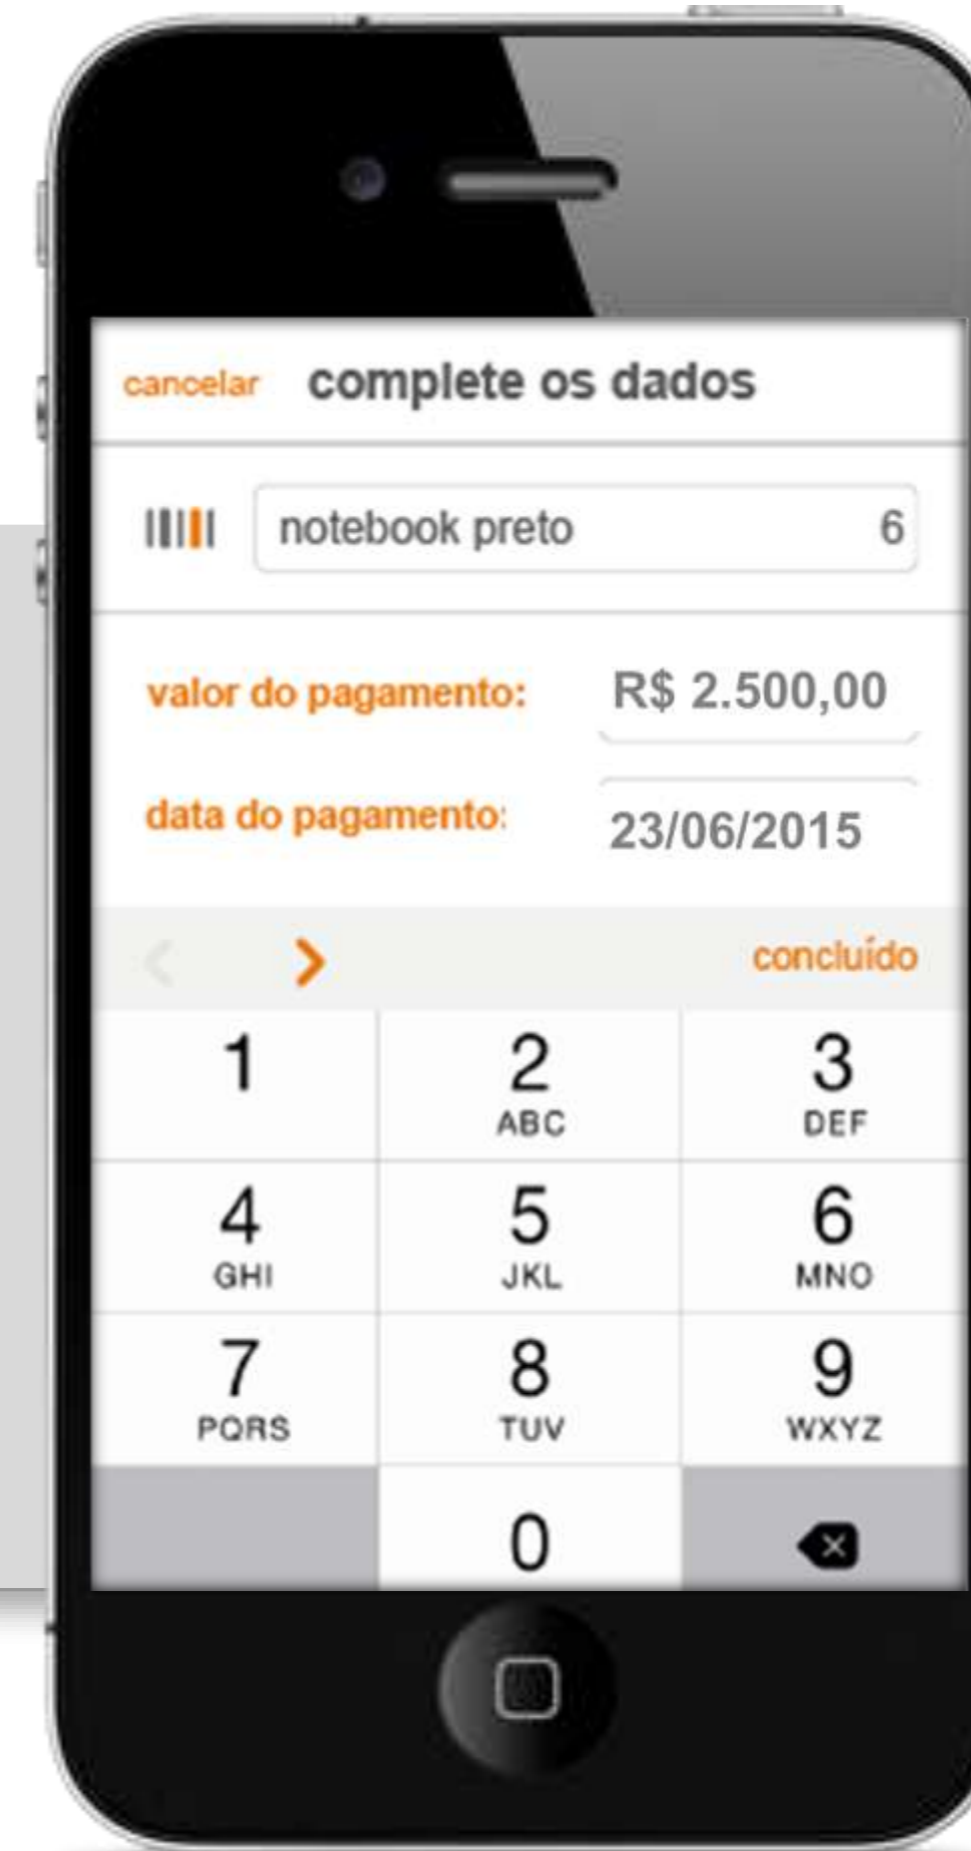 cancelar complete os dados
notebook preto 6
valor do pagamento: R$ 2.500,00
data do pagamento: 23/06/2015
concluído
1 2 3
ABC DEF
4 5 6
GHI JKL MNO
7 8 9
PQRS TUV WXYZ
0